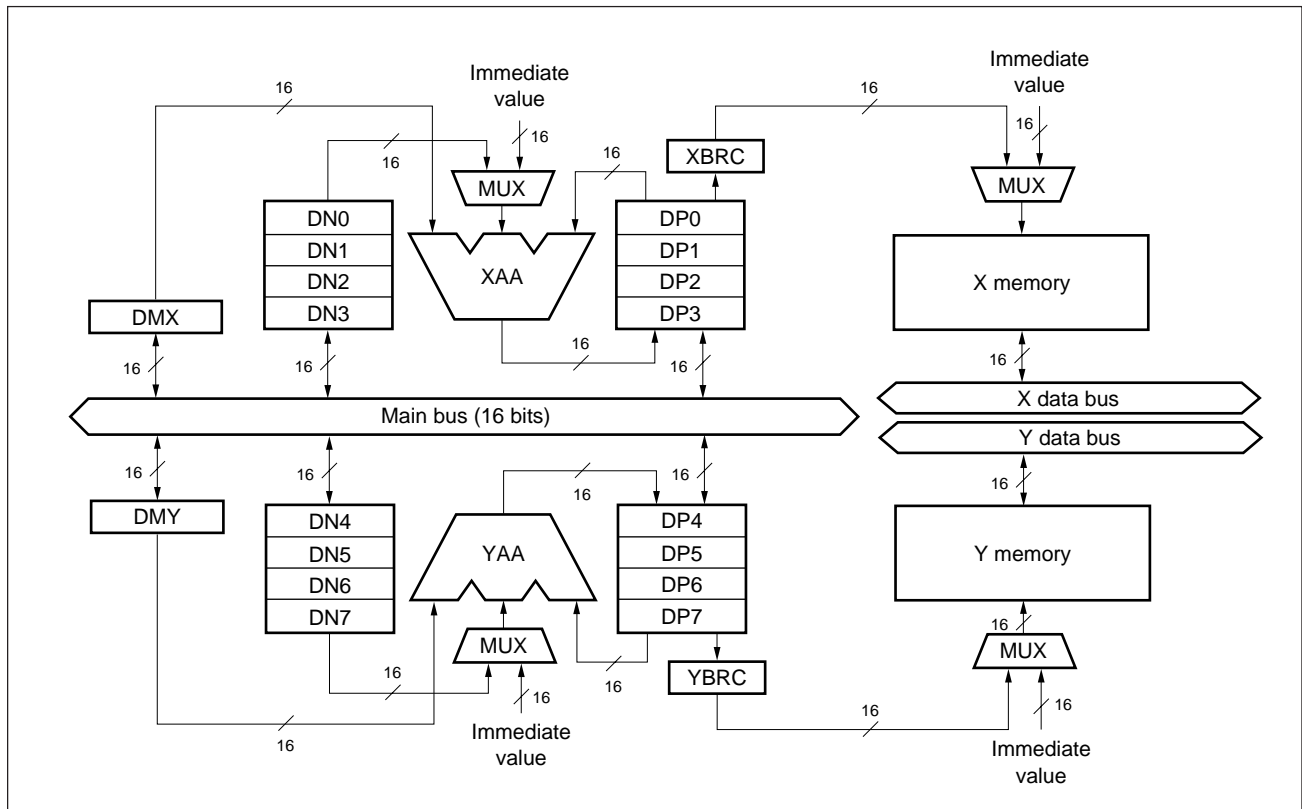 16
Immediate
value
16
Immediate
value
16
16
16
16
16
XBRC
MUX
MUX
DN0
DN1
DN2
DN3
XAA
DP0
DP1
DP2
DP3
X memory
DMX
16
16
16
16
16
Main bus (16 bits)
X data bus
Y data bus
16
16
16
16
16
DMY
DN4
DN5
DN6
DN7
YAA
DP4
DP5
DP6
DP7
Y memory
16
MUX
MUX
16
16
YBRC
16
16
16
16
Immediate
value
Immediate
value